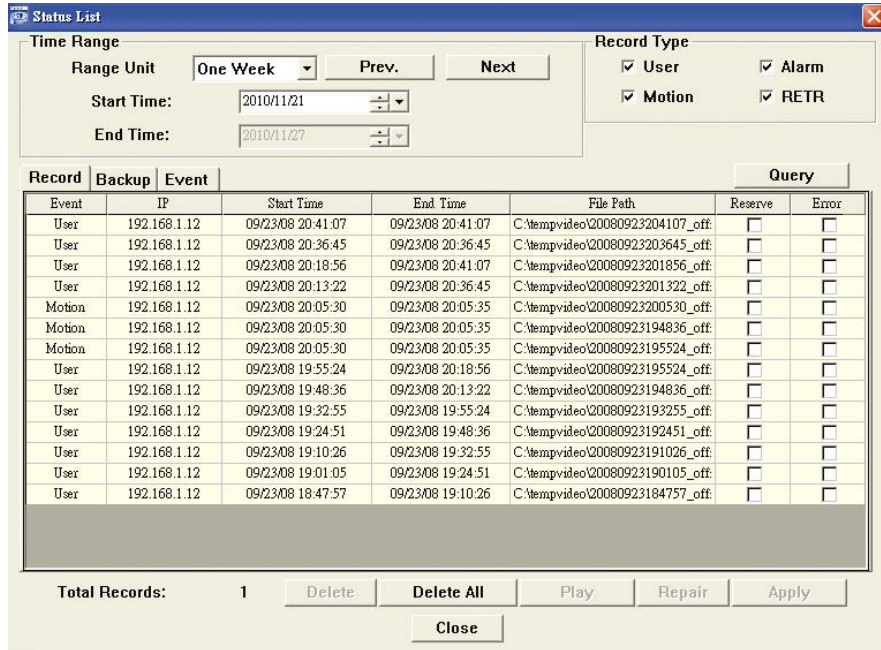 Status List
Time Range
Record Type
Range Unit One Week Prev. Next
User Alarm
Start Time: 2010/11/21
Motion RETR
End Time: 2010/11/27
Record Backup Event Query
Event IP Start Time End Time File Path Reserve Error
User 192.168.1.12 09/23/08 20:41:07 09/23/08 20:41:07 C:\tempvideo\20080923204107_off:
User 192.168.1.12 09/23/08 20:36:45 09/23/08 20:36:45 C:\tempvideo\20080923203645_off:
User 192.168.1.12 09/23/08 20:18:56 09/23/08 20:41:07 C:\tempvideo\20080923201856_off:
User 192.168.1.12 09/23/08 20:13:22 09/23/08 20:36:45 C:\tempvideo\20080923201322_off:
Motion 192.168.1.12 09/23/08 20:05:30 09/23/08 20:05:35 C:\tempvideo\20080923200530_off:
Motion 192.168.1.12 09/23/08 20:05:30 09/23/08 20:05:35 C:\tempvideo\20080923194836_off:
Motion 192.168.1.12 09/23/08 20:05:30 09/23/08 20:05:35 C:\tempvideo\20080923195524_off:
User 192.168.1.12 09/23/08 19:55:24 09/23/08 20:18:56 C:\tempvideo\20080923195524_off:
User 192.168.1.12 09/23/08 19:48:36 09/23/08 20:13:22 C:\tempvideo\20080923194836_off:
User 192.168.1.12 09/23/08 19:32:55 09/23/08 19:55:24 C:\tempvideo\20080923193255_off:
User 192.168.1.12 09/23/08 19:24:51 09/23/08 19:48:36 C:\tempvideo\20080923192451_off:
User 192.168.1.12 09/23/08 19:10:26 09/23/08 19:32:55 C:\tempvideo\20080923191026_off:
User 192.168.1.12 09/23/08 19:01:05 09/23/08 19:24:51 C:\tempvideo\20080923190105_off:
User 192.168.1.12 09/23/08 18:47:57 09/23/08 19:10:26 C:\tempvideo\20080923184757_off:
Total Records: 1 Delete Delete All Play Repair Apply
Close